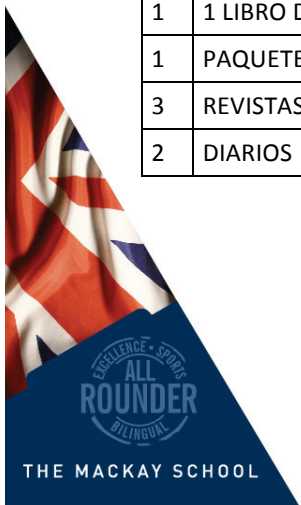 1 1 LIBRO D
1 PAQUETE
3 REVISTAS
2 DIARIOS
EXCELLENCE • SPORTS
ALL
ROUNDER
BILINGUAL
THE MACKAY SCHOOL